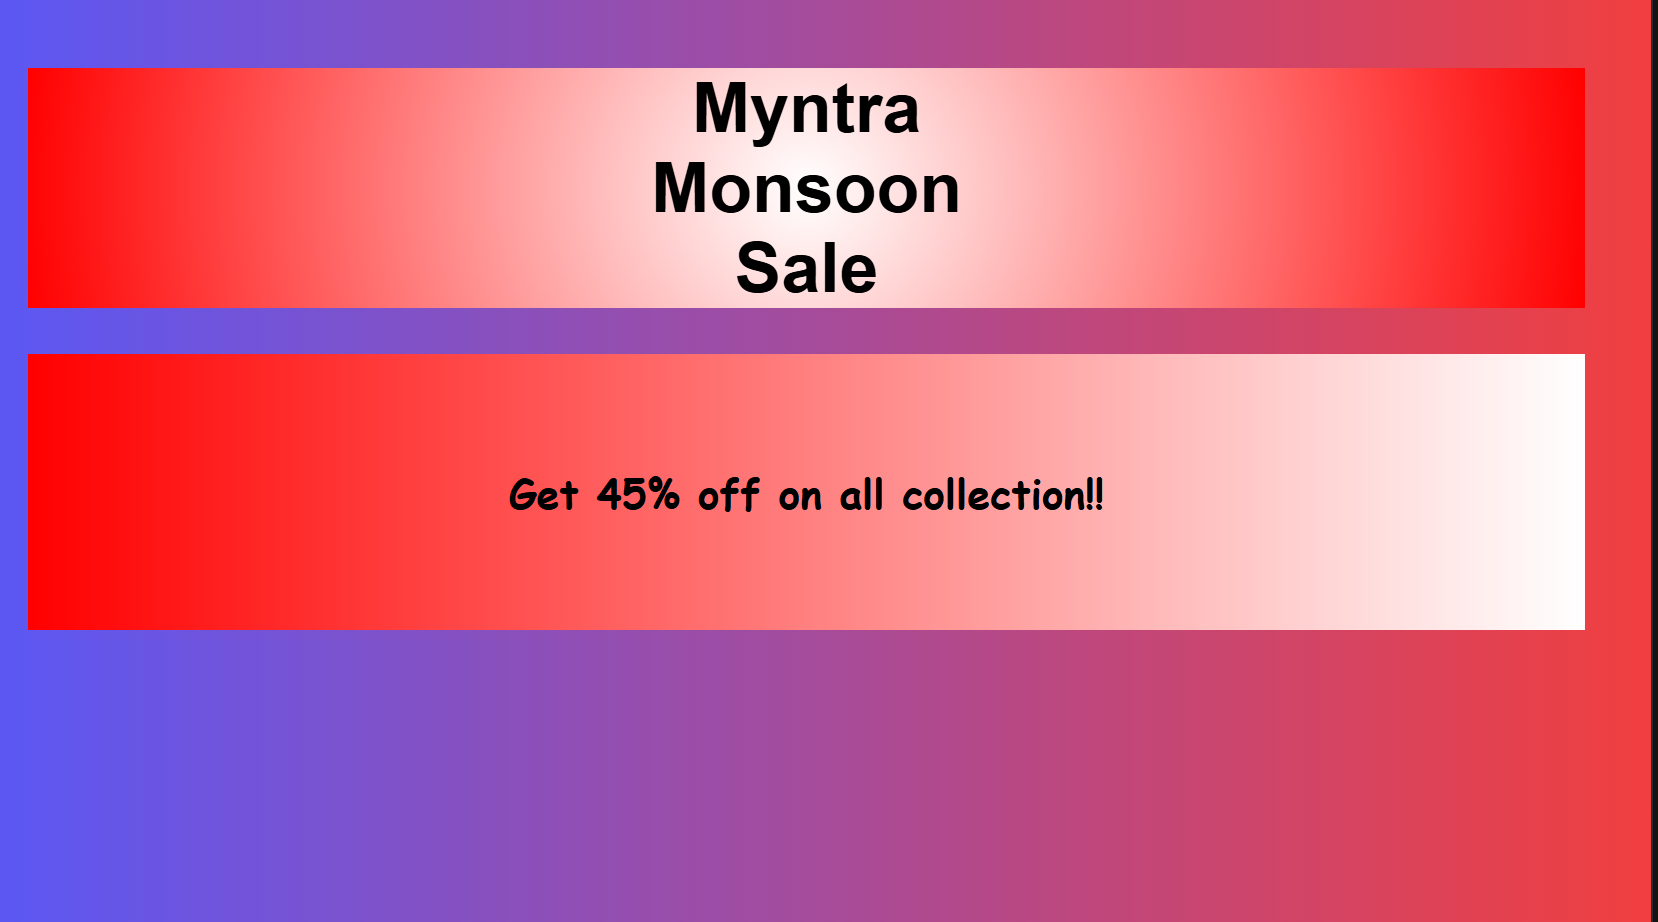 Myntra
Monsoon
Sale
Get 45% off on all collection!!